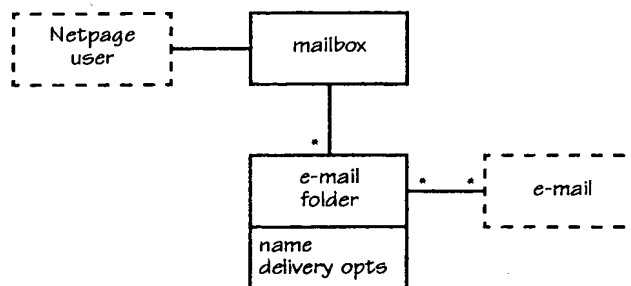 Netpage
user
mailbox
*
e-mail
folder
* *
e-mail
name
delivery opts